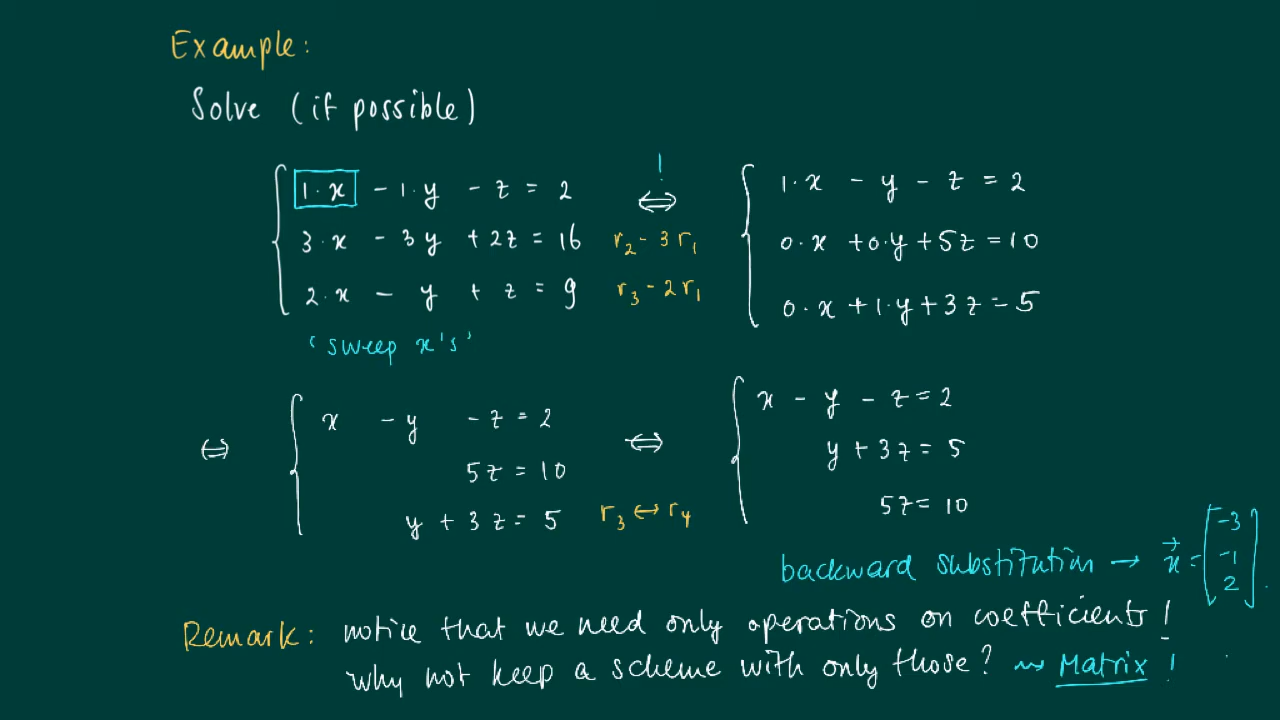 Example:
Solve (if possible)
1·x - 1·y - z = 2 ! ⇔ 1·x - y - z = 2
3·x - 3y + 2z = 16 r₂ - 3r₁ 0·x + 0·y + 5z = 10
2·x - y + z = 9 r₃ - 2r₁ 0·x + 1·y + 3z = 5
'sweep x's'
⇔ x - y - z = 2 ⇔ x - y - z = 2
5z = 10 y + 3z = 5
y + 3z = 5 r₃ ↔ r₄ 5z = 10
backward substitution → x⃗ = [-3 -1 2].
Remark: notice that we need only operations on coefficients!
why not keep a scheme with only those? ⇝ Matrix!